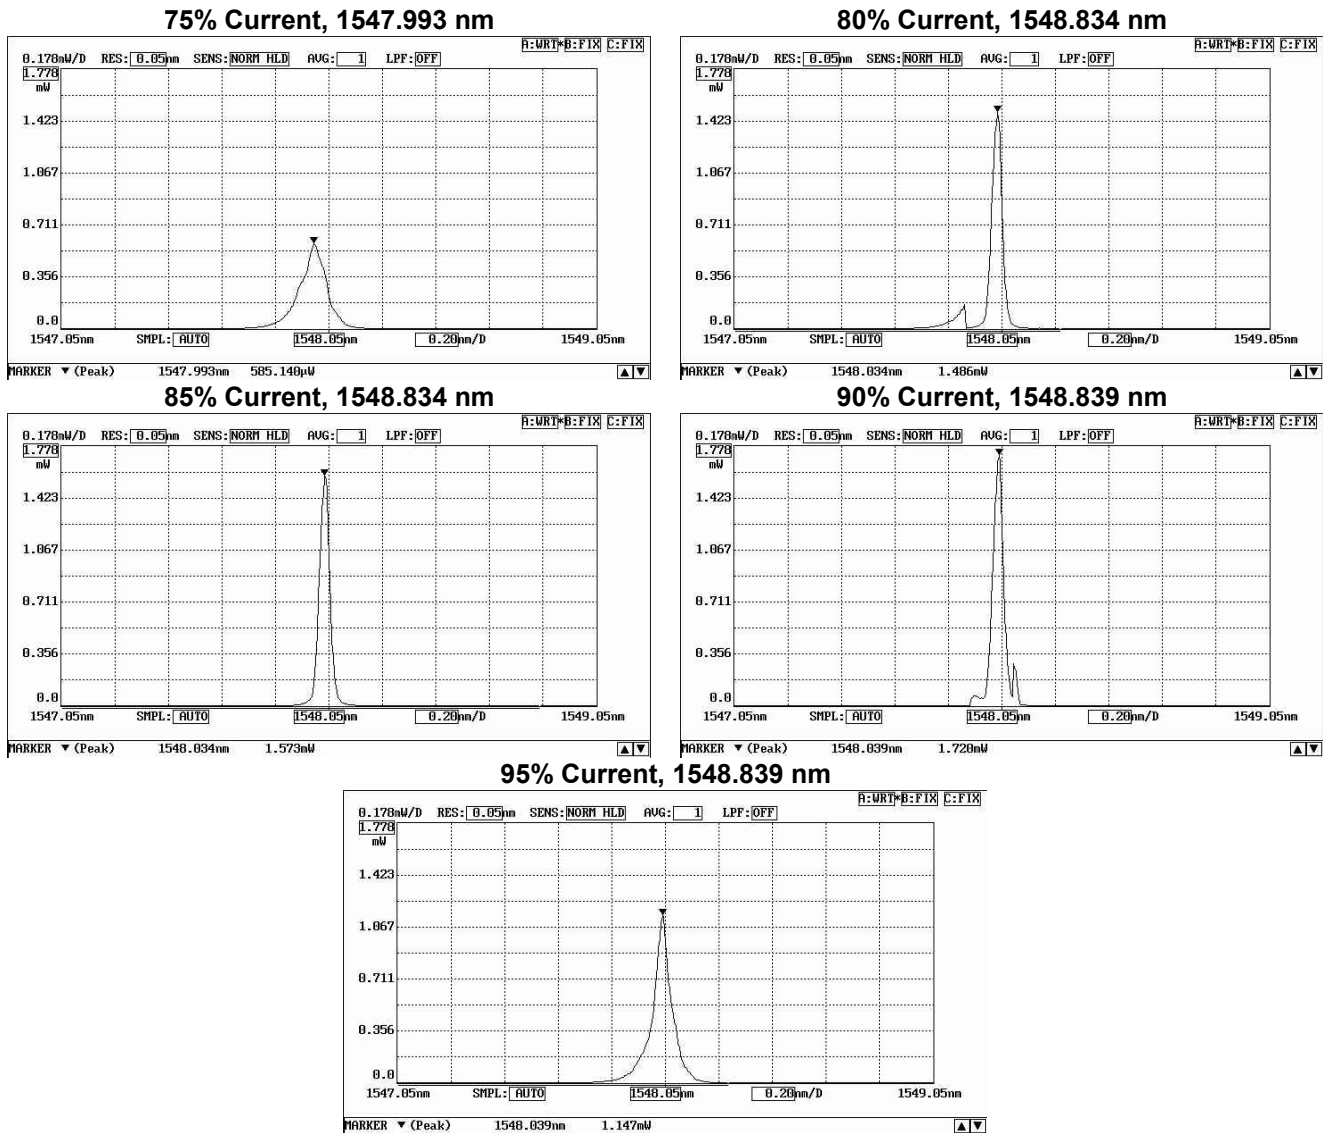 75% Current, 1547.993 nm
A:WRT*B:FIX C:FIX
0.178mW/D RES: 0.05nm SENS:NORM HLD AVG: 1 LPF:OFF
1.778
mW
1.423
1.067
0.711
0.356
0.0
1547.05nm SMPL: AUTO 1548.05nm 0.20nm/D 1549.05nm
MARKER ▼ (Peak) 1547.993nm 585.140µW ▲▼
80% Current, 1548.834 nm
A:WRT*B:FIX C:FIX
0.178mW/D RES: 0.05nm SENS:NORM HLD AVG: 1 LPF:OFF
1.778
mW
1.423
1.067
0.711
0.356
0.0
1547.05nm SMPL: AUTO 1548.05nm 0.20nm/D 1549.05nm
MARKER ▼ (Peak) 1548.034nm 1.486mW ▲▼
85% Current, 1548.834 nm
A:WRT*B:FIX C:FIX
0.178mW/D RES: 0.05nm SENS:NORM HLD AVG: 1 LPF:OFF
1.778
mW
1.423
1.067
0.711
0.356
0.0
1547.05nm SMPL: AUTO 1548.05nm 0.20nm/D 1549.05nm
MARKER ▼ (Peak) 1548.034nm 1.573mW ▲▼
90% Current, 1548.839 nm
A:WRT*B:FIX C:FIX
0.178mW/D RES: 0.05nm SENS:NORM HLD AVG: 1 LPF:OFF
1.778
mW
1.423
1.067
0.711
0.356
0.0
1547.05nm SMPL: AUTO 1548.05nm 0.20nm/D 1549.05nm
MARKER ▼ (Peak) 1548.039nm 1.720mW ▲▼
95% Current, 1548.839 nm
A:WRT*B:FIX C:FIX
0.178mW/D RES: 0.05nm SENS:NORM HLD AVG: 1 LPF:OFF
1.778
mW
1.423
1.067
0.711
0.356
0.0
1547.05nm SMPL: AUTO 1548.05nm 0.20nm/D 1549.05nm
MARKER ▼ (Peak) 1548.039nm 1.147mW ▲▼